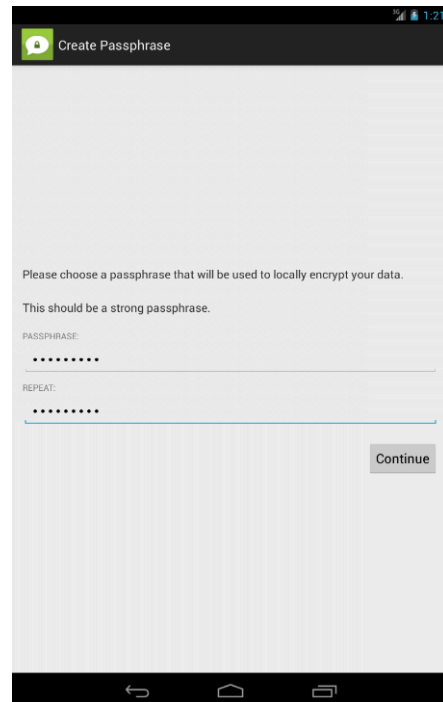 3G 1:21
Create Passphrase
Please choose a passphrase that will be used to locally encrypt your data.
This should be a strong passphrase.
PASSPHRASE:
•••••••••
REPEAT:
•••••••••
Continue